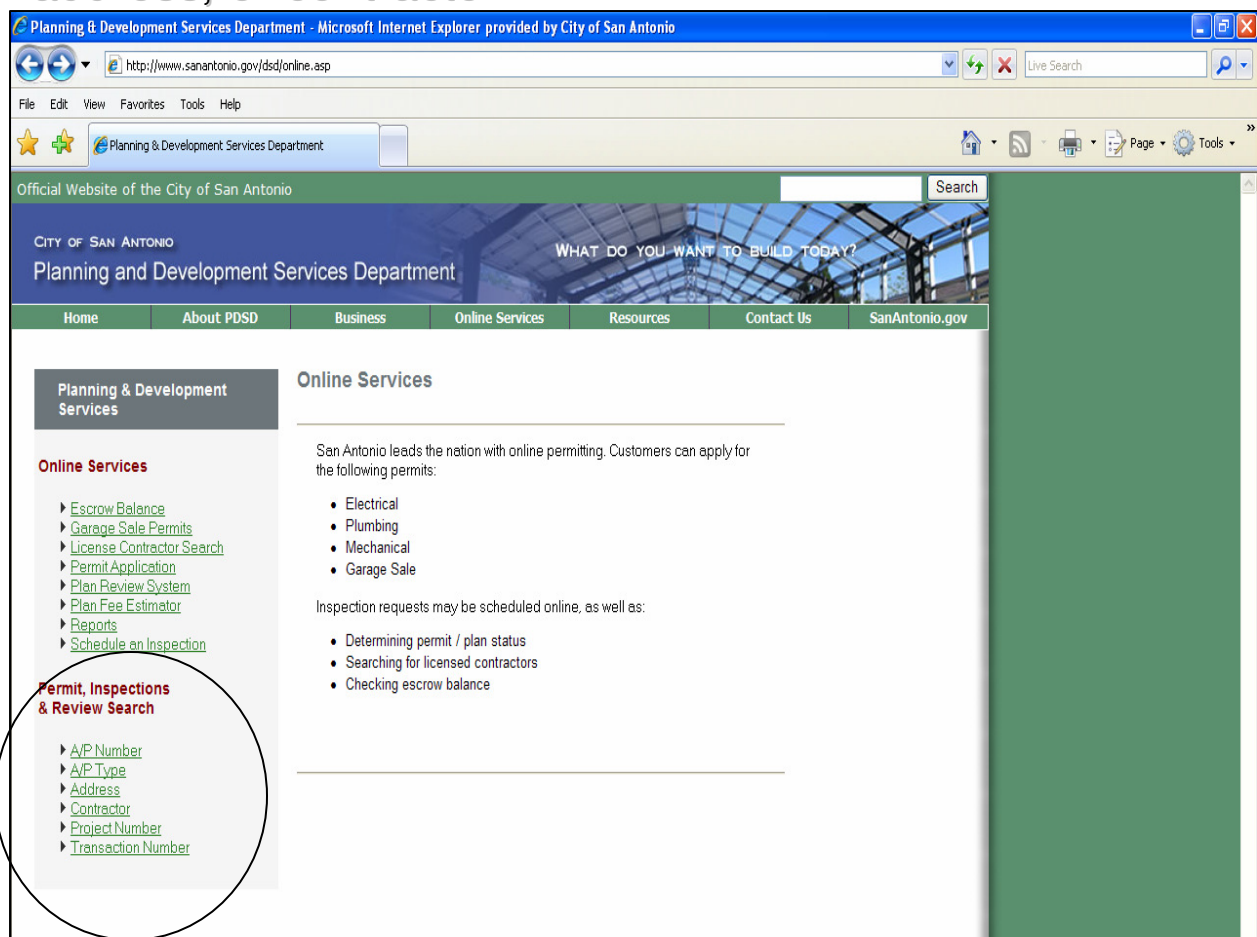 Planning & Development Services Department - Microsoft Internet Explorer provided by City of San Antonio
http://www.sanantonio.gov/dsd/online.asp
Live Search
File Edit View Favorites Tools Help
Planning & Development Services Department
Page Tools »
Official Website of the City of San Antonio
Search
CITY OF SAN ANTONIO
WHAT DO YOU WANT TO BUILD TODAY?
Planning and Development Services Department
Home About PDSD Business Online Services Resources Contact Us SanAntonio.gov
Planning & Development
Services
Online Services
Escrow Balance
Garage Sale Permits
License Contractor Search
Permit Application
Plan Review System
Plan Fee Estimator
Reports
Schedule an Inspection
Permit, Inspections
& Review Search
A/P Number
A/P Type
Address
Contractor
Project Number
Transaction Number
Online Services
San Antonio leads the nation with online permitting. Customers can apply for
the following permits:
• Electrical
• Plumbing
• Mechanical
• Garage Sale
Inspection requests may be scheduled online, as well as:
• Determining permit / plan status
• Searching for licensed contractors
• Checking escrow balance